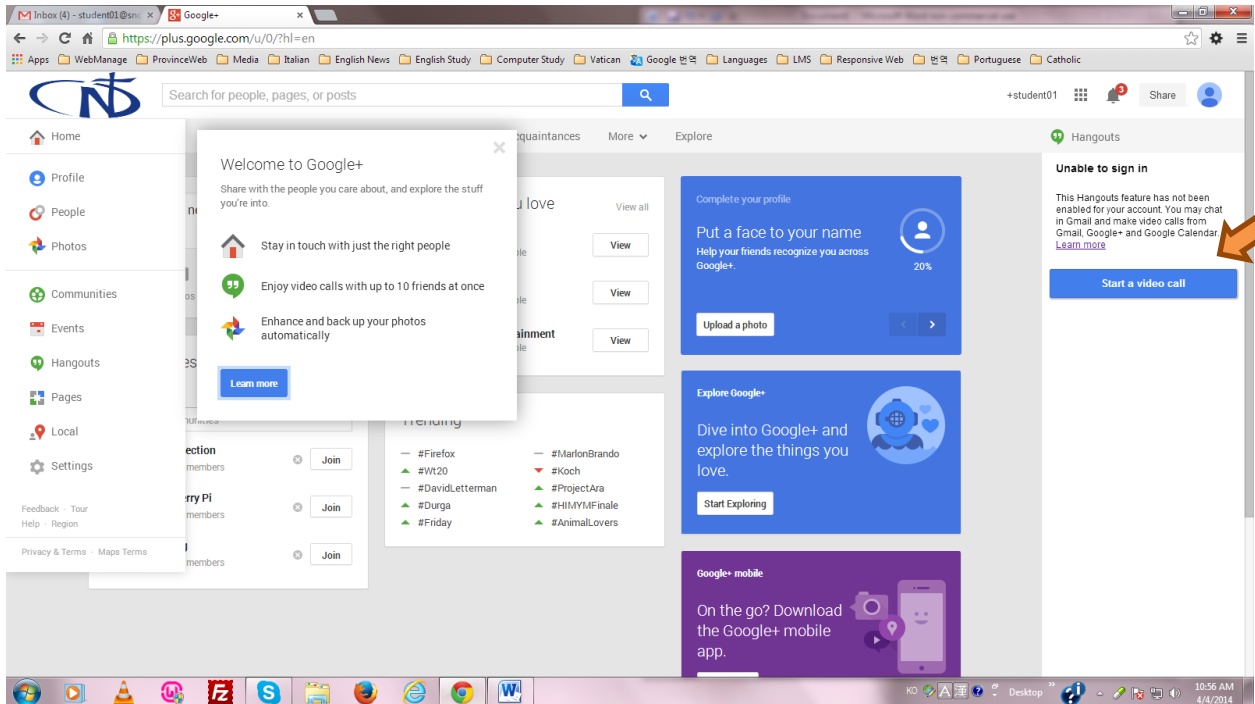 Inbox (4) - student01@snd
Google+
https://plus.google.com/u/0/?hl=en
Apps WebManage ProvinceWeb Media Italian English News English Study Computer Study Vatican Google 번역 Languages LMS Responsive Web 번역 Portuguese Catholic
Search for people, pages, or posts
+student01
3
Share
Home
Profile
People
Photos
Communities
Events
Hangouts
Pages
Local
Settings
Feedback · Tour
Help · Region
Privacy & Terms · Maps Terms
More
Explore
Welcome to Google+
Share with the people you care about, and explore the stuff
you're into.
Stay in touch with just the right people
Enjoy video calls with up to 10 friends at once
Enhance and back up your photos
automatically
Learn more
love
View all
View
View
View
members
Join
members
Join
members
Join
Trending
#Firefox
#Wt20
#DavidLetterman
#Durga
#Friday
#MarlonBrando
#Koch
#ProjectAra
#HIMYMFinale
#AnimalLovers
Complete your profile
Put a face to your name
Help your friends recognize you across
Google+.
20%
Upload a photo
Explore Google+
Dive into Google+ and
explore the things you
love.
Start Exploring
Google+ mobile
On the go? Download
the Google+ mobile
app.
Hangouts
Unable to sign in
This Hangouts feature has not been
enabled for your account. You may chat
in Gmail and make video calls from
Gmail, Google+ and Google Calendar.
Learn more
Start a video call
KO
Desktop
10:56 AM
4/4/2014